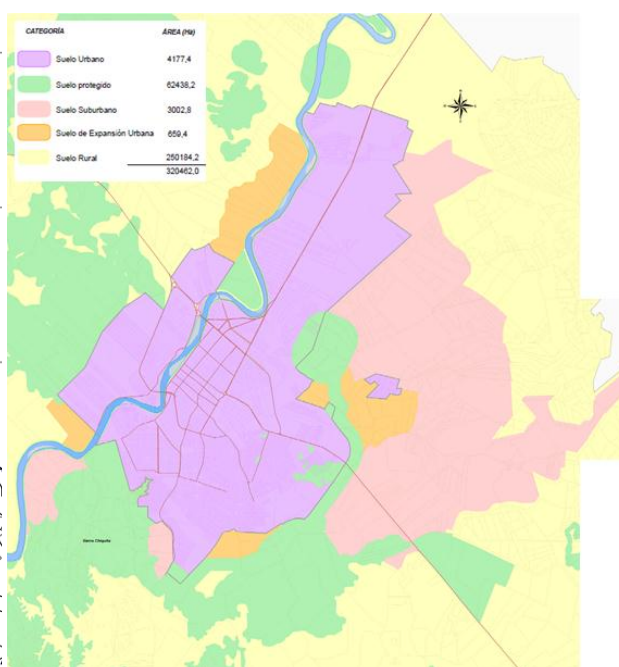 CATEGORÍA ÁREA (Ha)
Suelo Urbano 4177,4
Suelo protegido 62438,2
Suelo Suburbano 3002,8
Suelo de Expansión Urbana 659,4
Suelo Rural 250184,2
320462,0